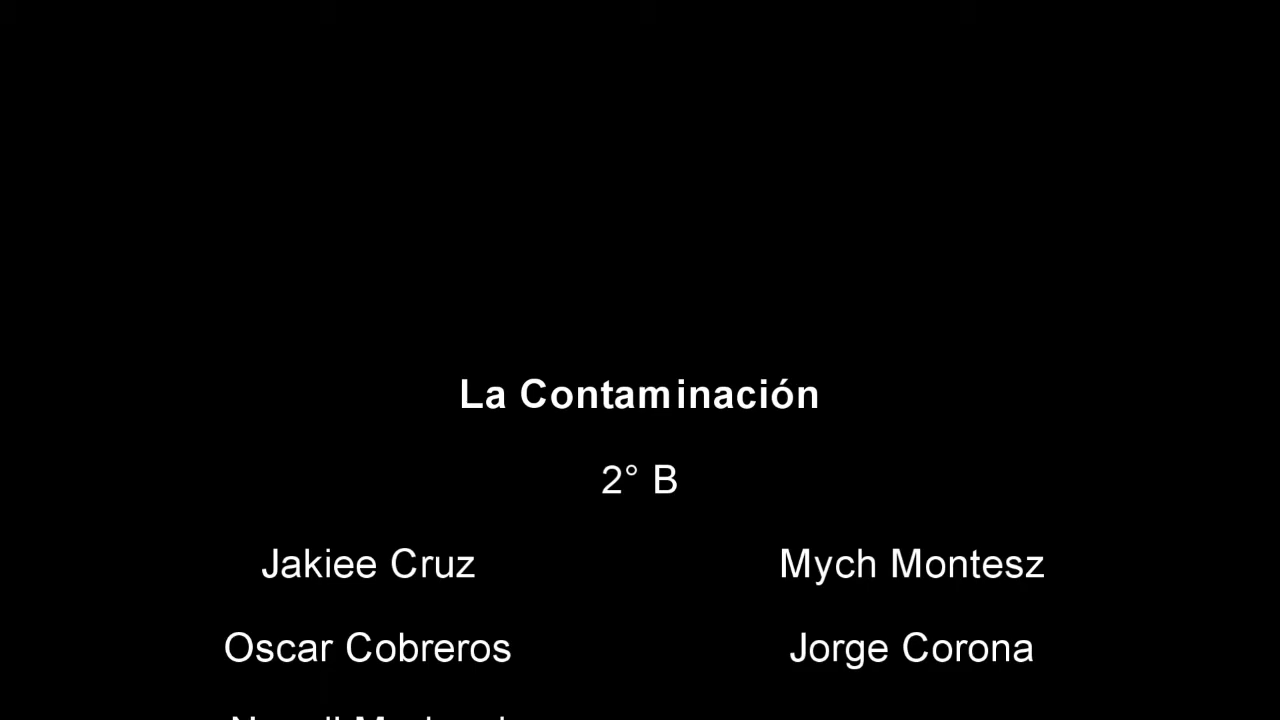 La Contaminación
2° B
Jakiee Cruz Mych Montesz
Oscar Cobreros Jorge Corona